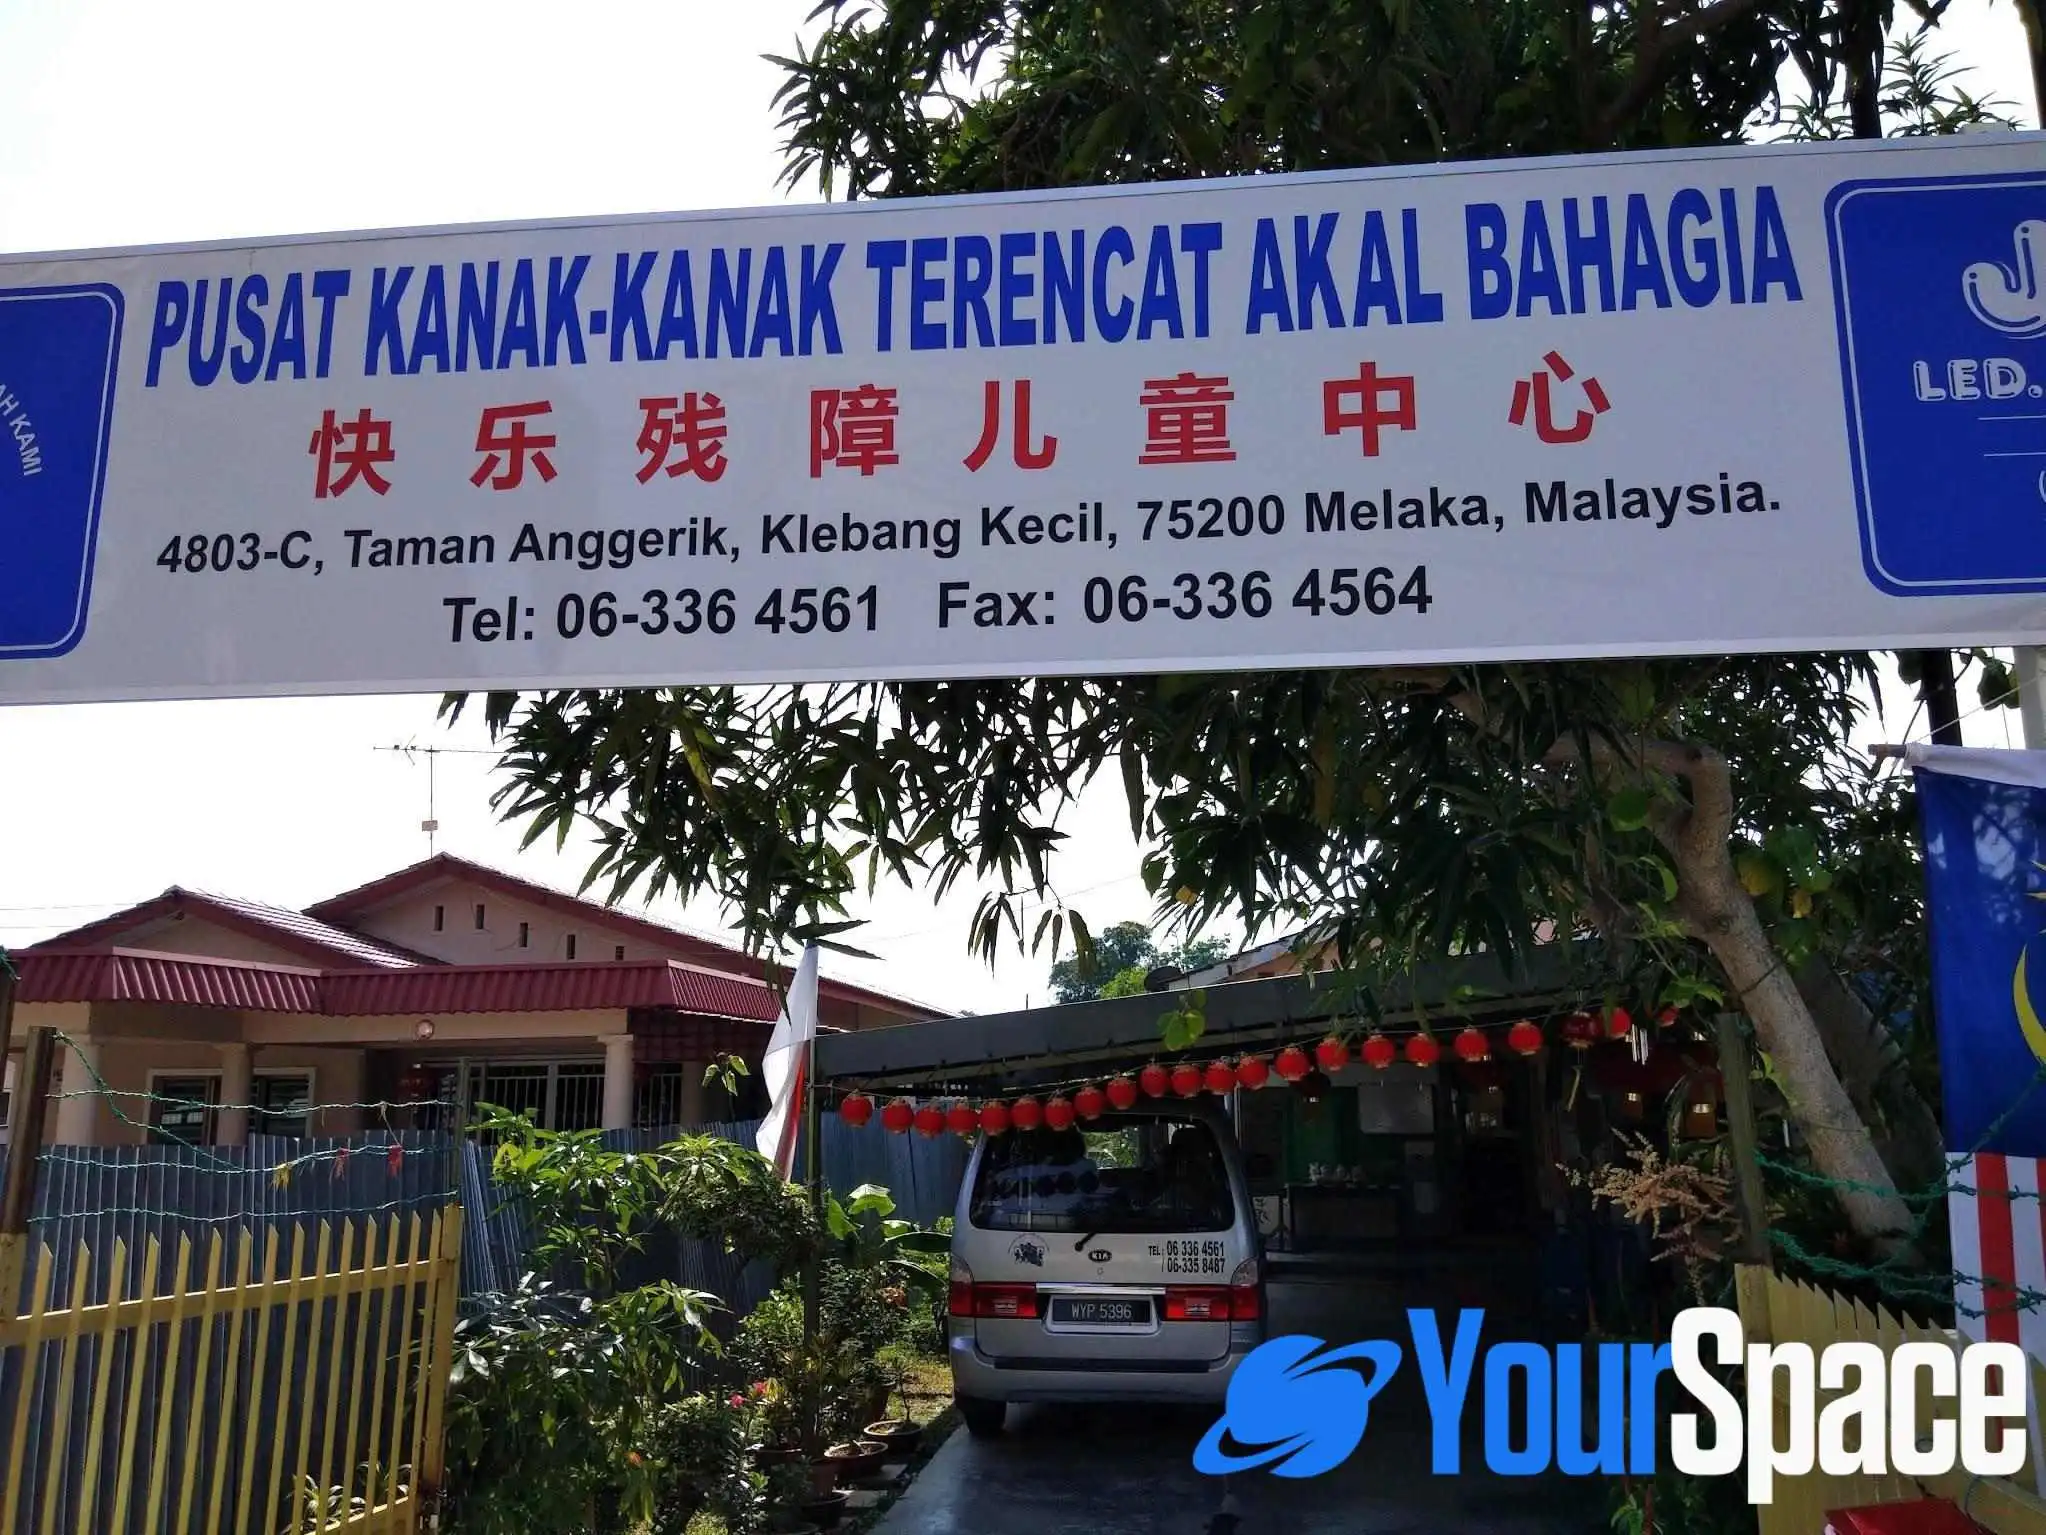 PUSAT KANAK-KANAK TERENCAT AKAL BAHAGIA
快乐残障儿童中心
4803-C, Taman Anggerik, Klebang Kecil, 75200 Melaka, Malaysia.
Tel: 06-336 4561 Fax: 06-336 4564
KAMI
LED.
KIA
TEL: 06 336 4561
/ 06-335 8487
WYP 5396
YourSpace